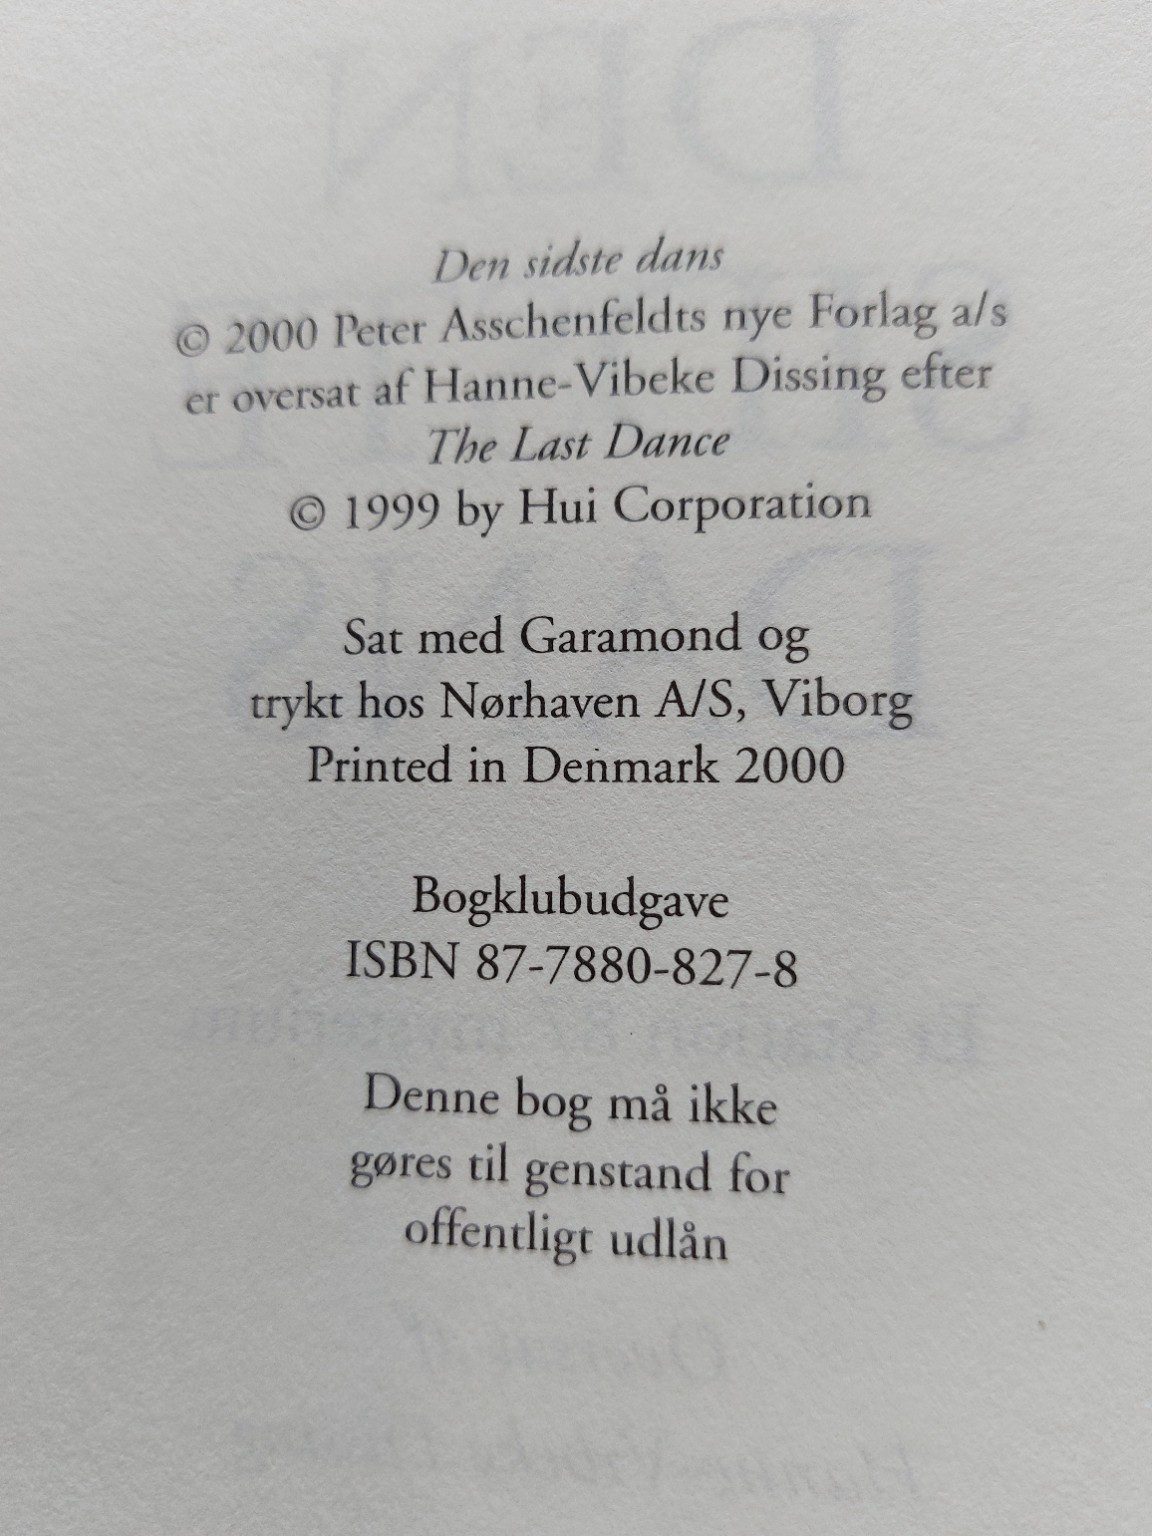 Den sidste dans
© 2000 Peter Asschenfeldts nye Forlag a/s
er oversat af Hanne-Vibeke Dissing efter
The Last Dance
© 1999 by Hui Corporation
Sat med Garamond og
trykt hos Nørhaven A/S, Viborg
Printed in Denmark 2000
Bogklubudgave
ISBN 87-7880-827-8
Denne bog må ikke
gøres til genstand for
offentligt udlån